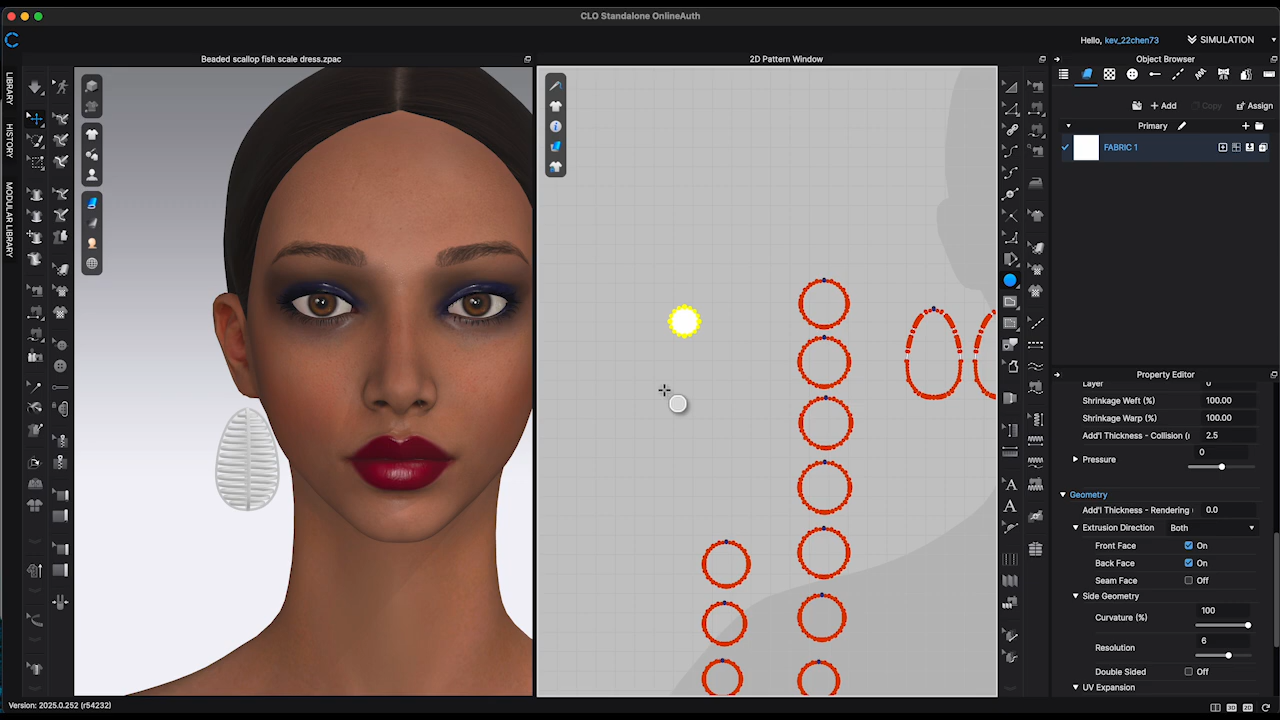 CLO Standalone OnlineAuth
Hello, kev_22chen73
SIMULATION
Beaded scallop fish scale dress.zpac
2D Pattern Window
Object Browser
LIBRARY
HISTORY
MODULAR LIBRARY
+ Add
Copy
Assign
Primary
FABRIC 1
Property Editor
Layer 0
Shrinkage Weft (%) 100.00
Shrinkage Warp (%) 100.00
Add'l Thickness - Collision (ı 2.5
Pressure 0
Geometry
Add'l Thickness - Rendering ( 0.0
Extrusion Direction Both
Front Face On
Back Face On
Seam Face Off
Side Geometry
Curvature (%) 100
Resolution 6
Double Sided Off
UV Expansion
Version: 2025.0.252 (r54232)
3D
2D